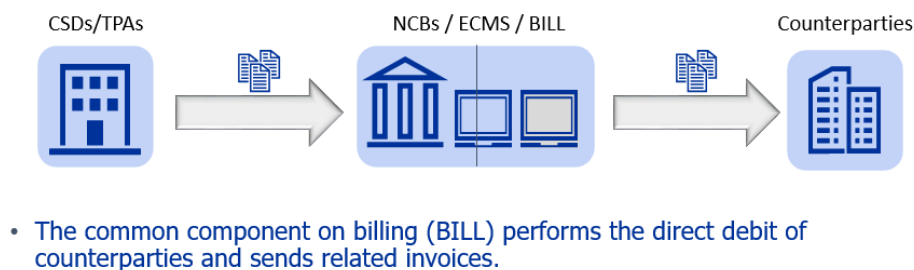 CSDs/TPAs
NCBs / ECMS / BILL
Counterparties
• The common component on billing (BILL) performs the direct debit of
counterparties and sends related invoices.